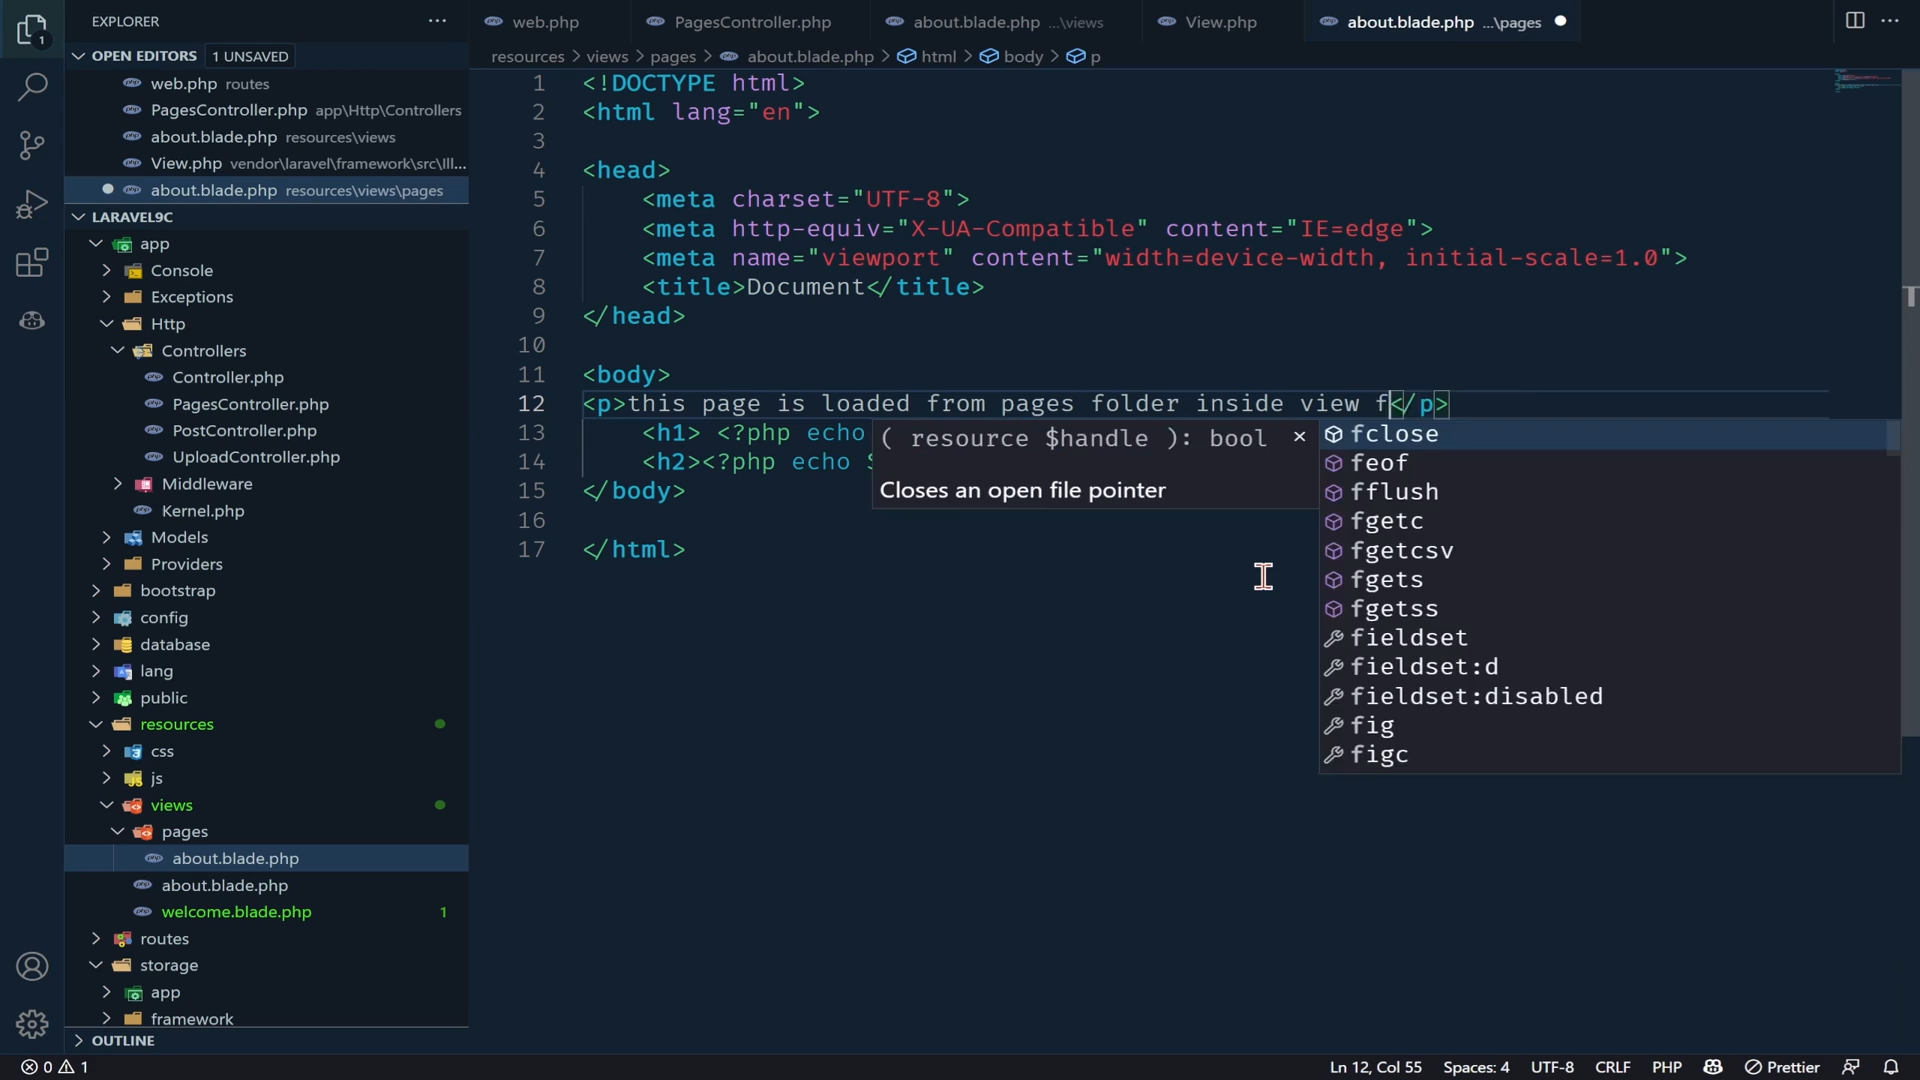 EXPLORER
OPEN EDITORS 1 UNSAVED
web.php routes
PagesController.php app\Http\Controllers
about.blade.php resources\views
View.php vendor\laravel\framework\src\Ill...
about.blade.php resources\views\pages
LARAVEL9C
app
Console
Exceptions
Http
Controllers
Controller.php
PagesController.php
PostController.php
UploadController.php
Middleware
Kernel.php
Models
Providers
bootstrap
config
database
lang
public
resources
css
js
views
pages
about.blade.php
about.blade.php
welcome.blade.php 1
routes
storage
app
framework
OUTLINE
web.php PagesController.php about.blade.php ...\views View.php about.blade.php ...\pages
resources > views > pages > about.blade.php > html > body > p
1 <!DOCTYPE html>
2 <html lang="en">
3
4 <head>
5 <meta charset="UTF-8">
6 <meta http-equiv="X-UA-Compatible" content="IE=edge">
7 <meta name="viewport" content="width=device-width, initial-scale=1.0">
8 <title>Document</title>
9 </head>
10
11 <body>
12 <p>this page is loaded from pages folder inside view f</p>
13 <h1> <?php echo
14 <h2><?php echo $
15 </body>
16
17 </html>
( resource $handle ): bool ×
Closes an open file pointer
fclose
feof
fflush
fgetc
fgetcsv
fgets
fgetss
fieldset
fieldset:d
fieldset:disabled
fig
figc
1
0 1
Ln 12, Col 55 Spaces: 4 UTF-8 CRLF PHP Prettier